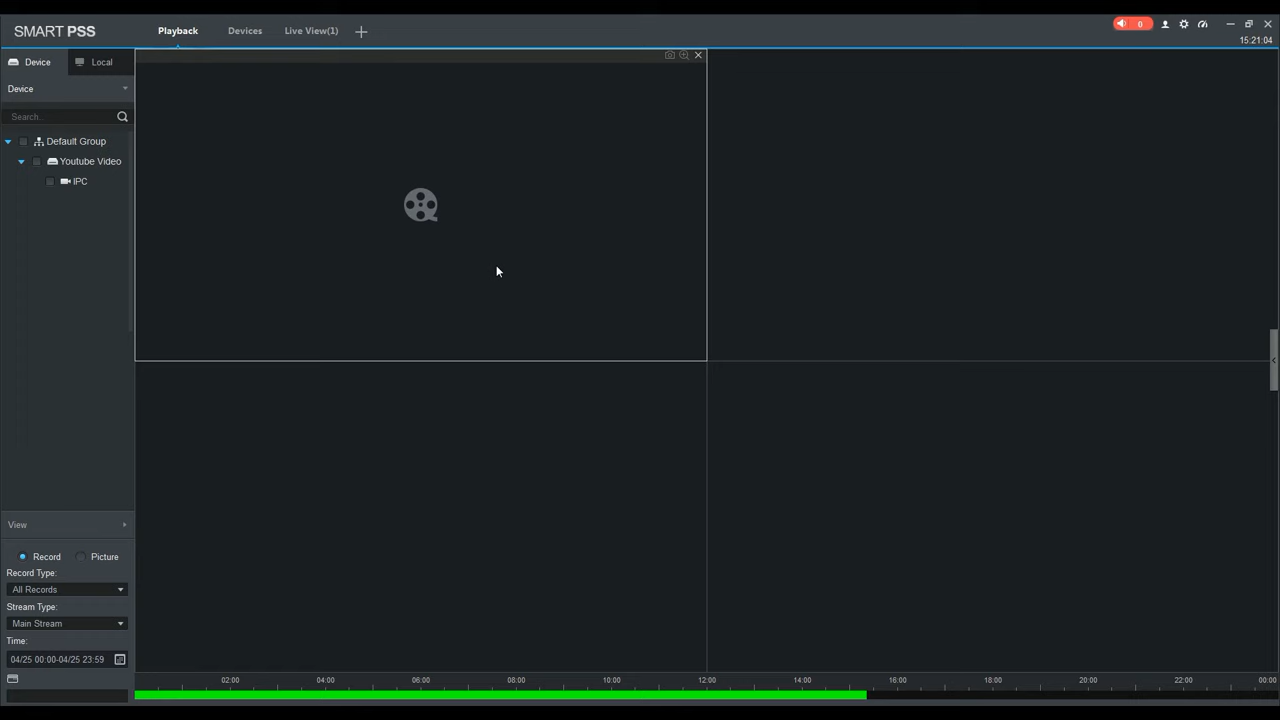 SMART PSS
Playback
Devices
Live View(1)
0
15:21:04
Device
Local
Device
Search...
Default Group
Youtube Video
IPC
View
Record
Picture
Record Type:
All Records
Stream Type:
Main Stream
Time:
04/25 00:00-04/25 23:59
02:00 04:00 06:00 08:00 10:00 12:00 14:00 16:00 18:00 20:00 22:00 00:00